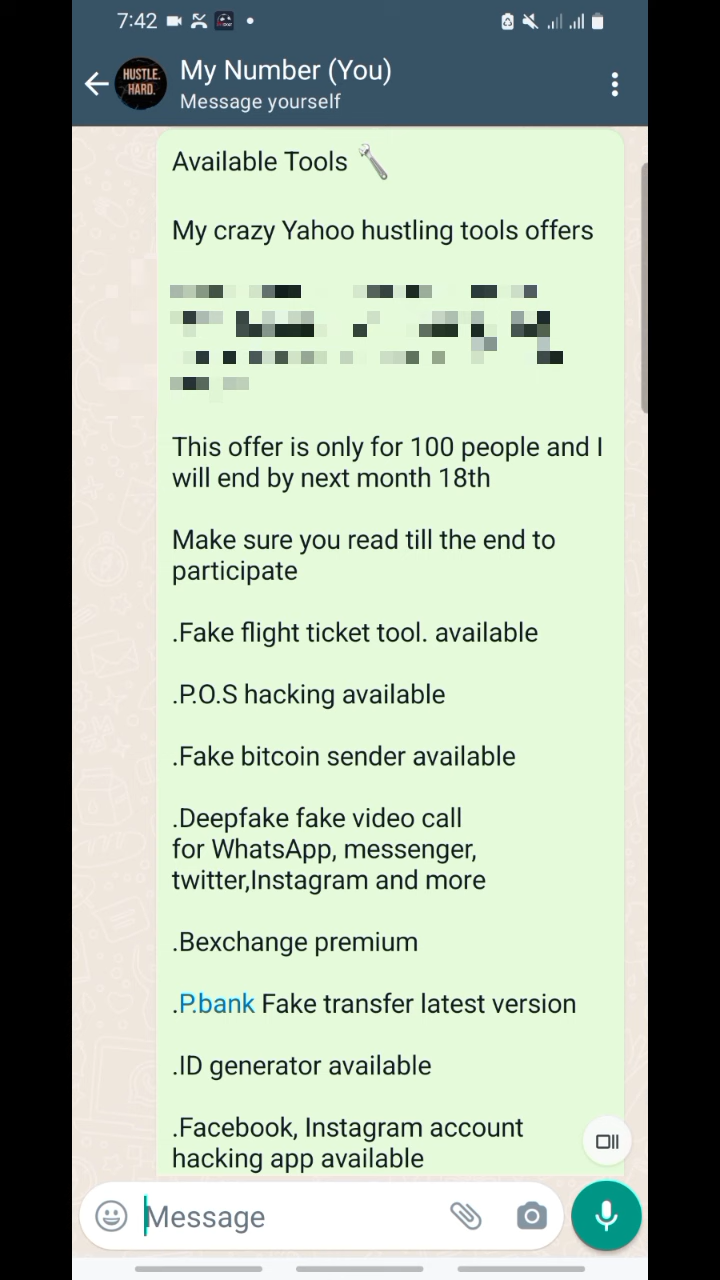 7:42
HUSTLE.
HARD.
My Number (You)
Message yourself
Available Tools 🔧
My crazy Yahoo hustling tools offers
This offer is only for 100 people and I
will end by next month 18th
Make sure you read till the end to
participate
.Fake flight ticket tool. available
.P.O.S hacking available
.Fake bitcoin sender available
.Deepfake fake video call
for WhatsApp, messenger,
twitter,Instagram and more
.Bexchange premium
.P.bank Fake transfer latest version
.ID generator available
.Facebook, Instagram account
hacking app available
Message